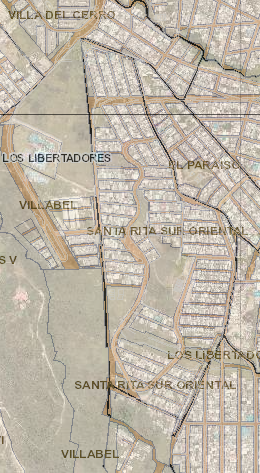 VILLA DEL CERRO
LOS LIBERTADORES
EL PARAISO
VILLABEL
SANTA RITA SUR ORIENTAL
S V
LOS LIBERTADO
SANTA RITA SUR ORIENTAL
VILLABEL